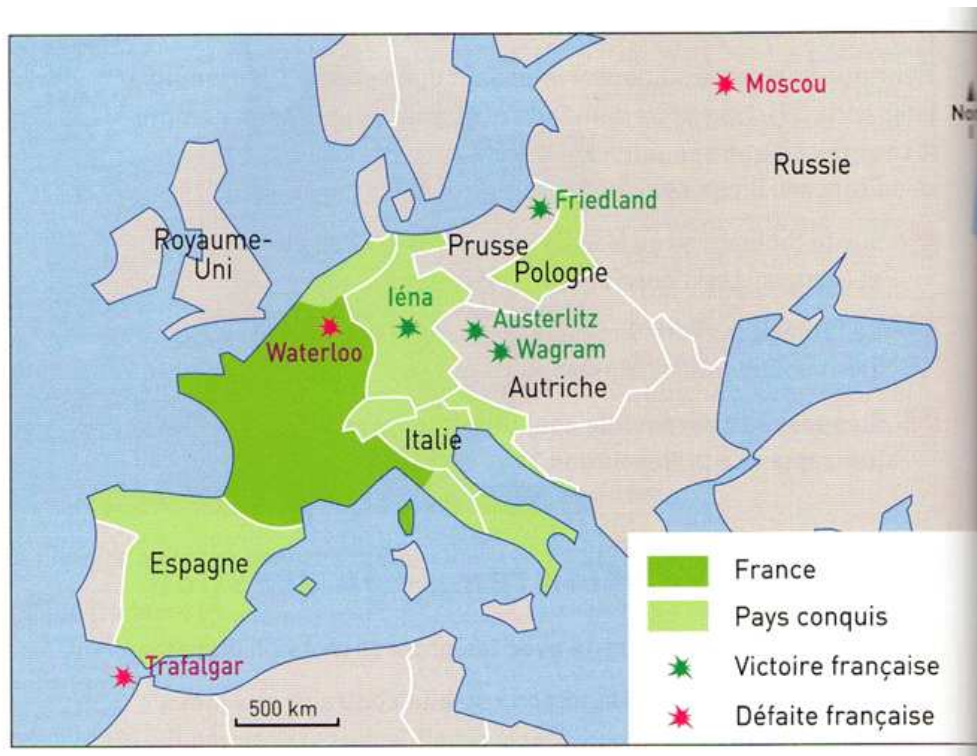 Moscou
Nor
Russie
Friedland
Royaume-
Uni
Prusse
Pologne
Iéna
Austerlitz
Waterloo
Wagram
Autriche
Italie
Espagne
France
Pays conquis
Trafalgar
Victoire française
500 km
Défaite française